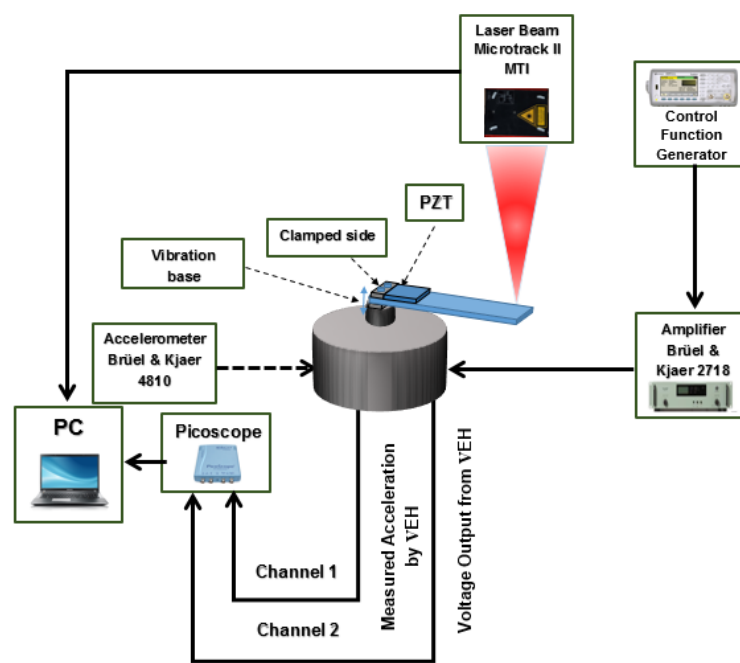 Laser Beam
Microtrack II
MTI
Control
Function
Generator
PZT
Clamped side
Vibration
base
Accelerometer
Brüel & Kjaer
4810
Amplifier
Brüel &
Kjaer 2718
PC
Picoscope
Channel 1
Channel 2
Measured Acceleration
by VEH
Voltage Output from VEH